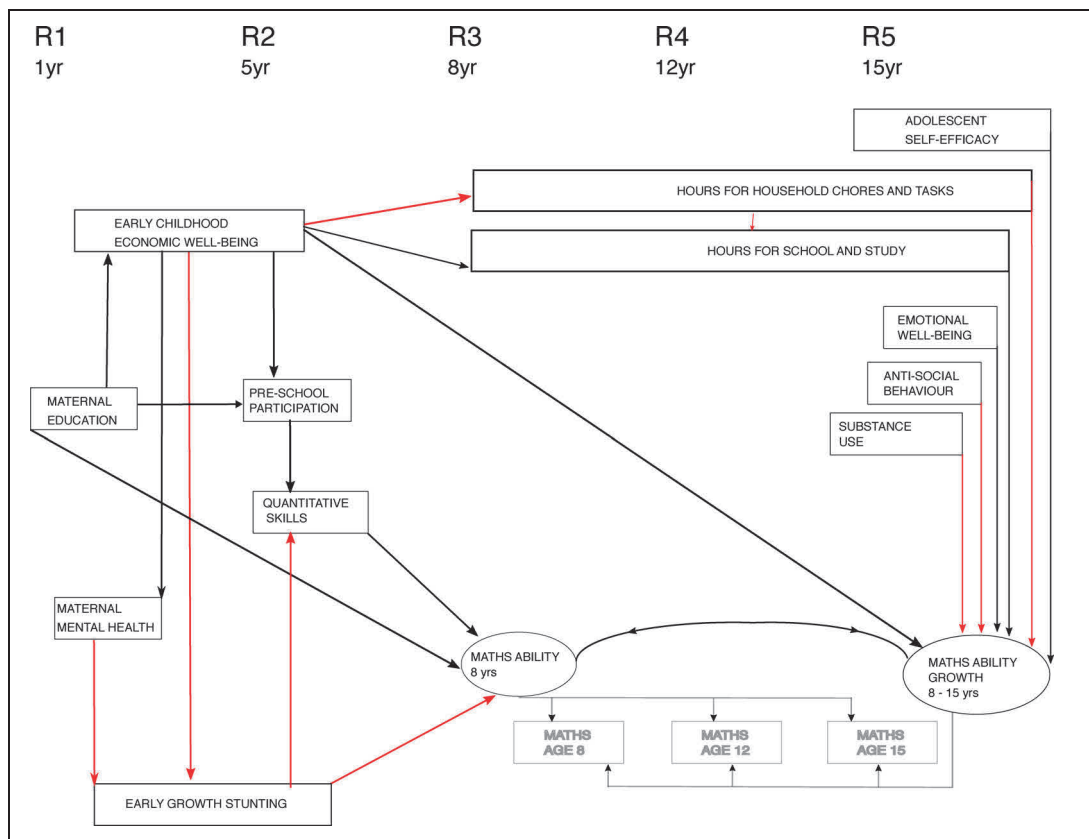 R1
1yr
R2
5yr
R3
8yr
R4
12yr
R5
15yr
ADOLESCENT
SELF-EFFICACY
HOURS FOR HOUSEHOLD CHORES AND TASKS
EARLY CHILDHOOD
ECONOMIC WELL-BEING
HOURS FOR SCHOOL AND STUDY
EMOTIONAL
WELL-BEING
ANTI-SOCIAL
BEHAVIOUR
MATERNAL
EDUCATION
PRE-SCHOOL
PARTICIPATION
SUBSTANCE
USE
QUANTITATIVE
SKILLS
MATERNAL
MENTAL HEALTH
MATHS ABILITY
8 yrs
MATHS ABILITY
GROWTH
8 - 15 yrs
MATHS
AGE 8
MATHS
AGE 12
MATHS
AGE 15
EARLY GROWTH STUNTING